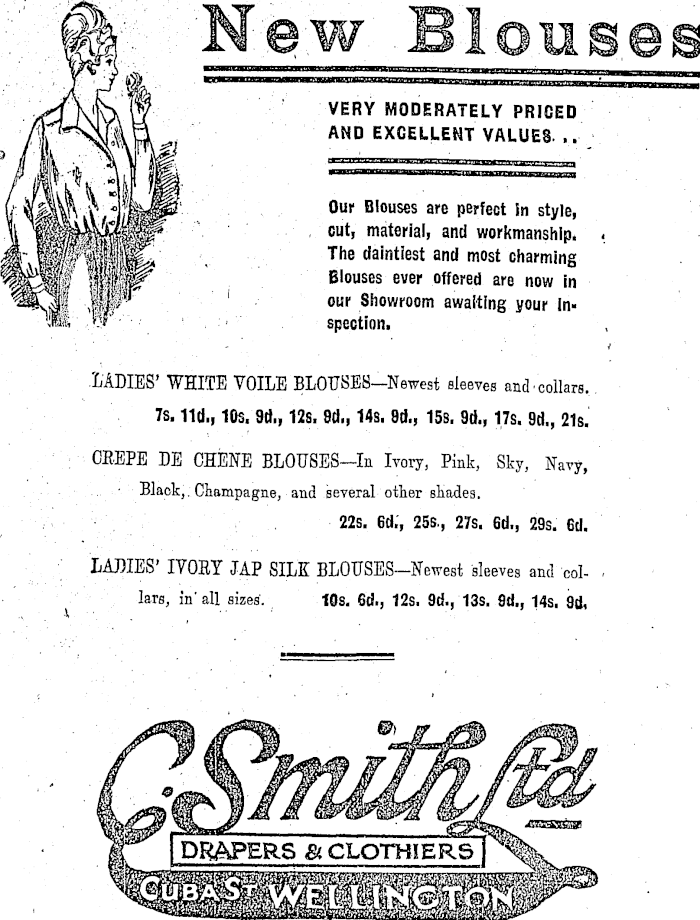 New Blouses
VERY MODERATELY PRICED
AND EXCELLENT VALUES. . .
Our Blouses are perfect in style,
cut, material, and workmanship.
The daintiest and most charming
Blouses ever offered are now in
our Showroom awaiting your in-
spection.
LADIES' WHITE VOILE BLOUSES—Newest sleeves and collars.
7s. 11d., 10s. 9d., 12s. 9d., 14s. 9d., 15s. 9d., 17s. 9d., 21s.
CREPE DE CHENE BLOUSES—In Ivory, Pink, Sky, Navy,
Black, Champagne, and several other shades.
22s. 6d., 25s., 27s. 6d., 29s. 6d.
LADIES' IVORY JAP SILK BLOUSES—Newest sleeves and col-
lars, in all sizes. 10s. 6d., 12s. 9d., 13s. 9d., 14s. 9d.
C. Smith Ltd
DRAPERS & CLOTHIERS
CUBA ST WELLINGTON